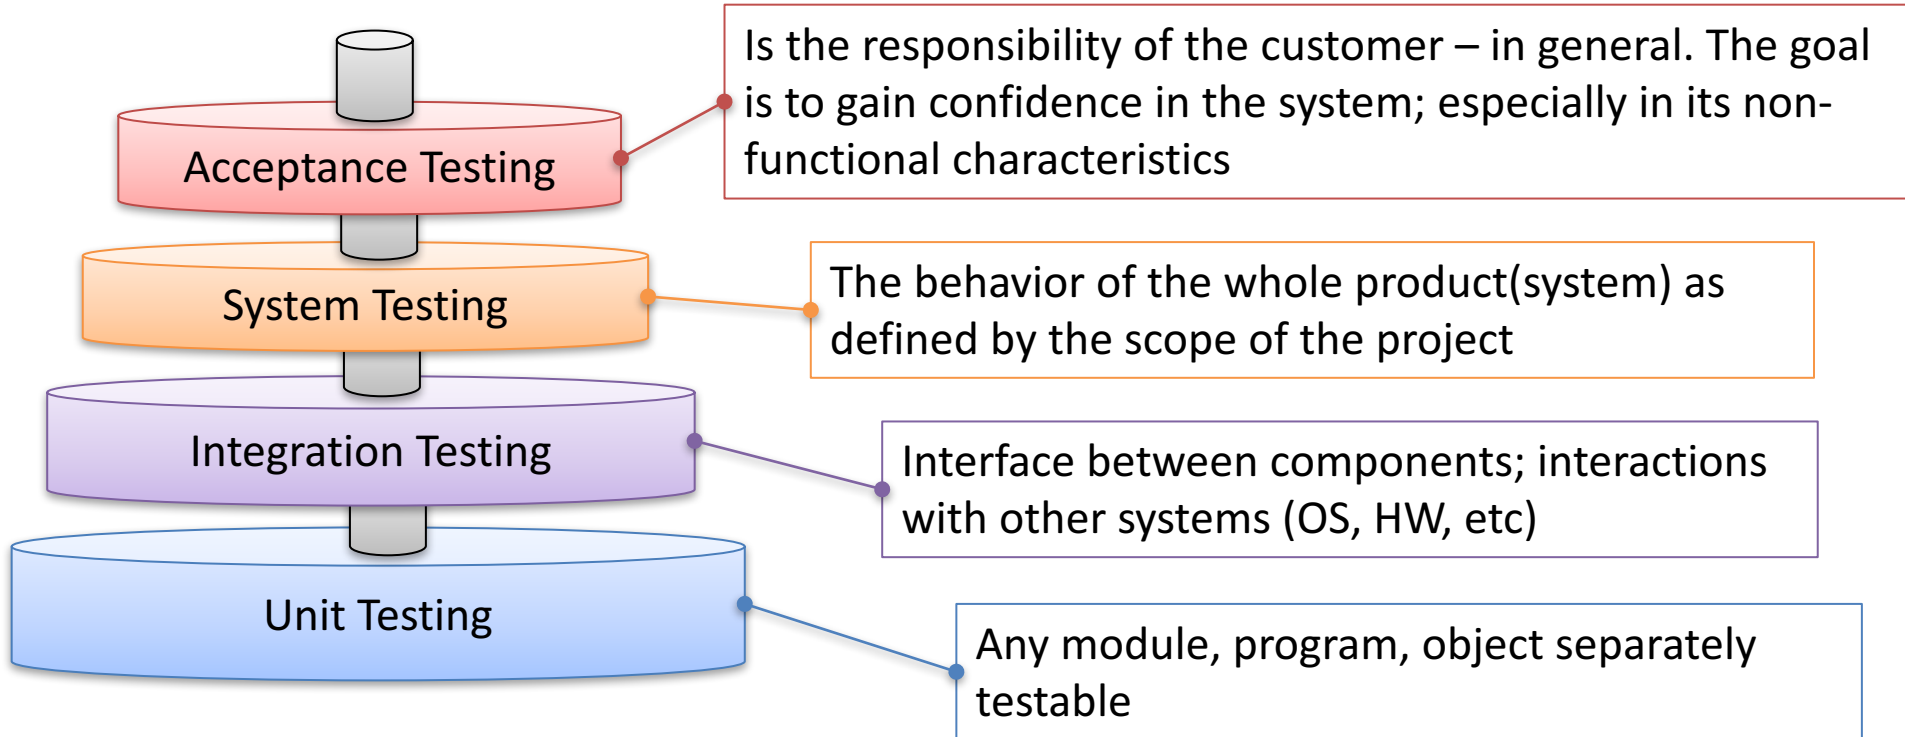 Acceptance Testing
Is the responsibility of the customer – in general. The goal
is to gain confidence in the system; especially in its non-
functional characteristics
System Testing
The behavior of the whole product(system) as
defined by the scope of the project
Integration Testing
Interface between components; interactions
with other systems (OS, HW, etc)
Unit Testing
Any module, program, object separately
testable